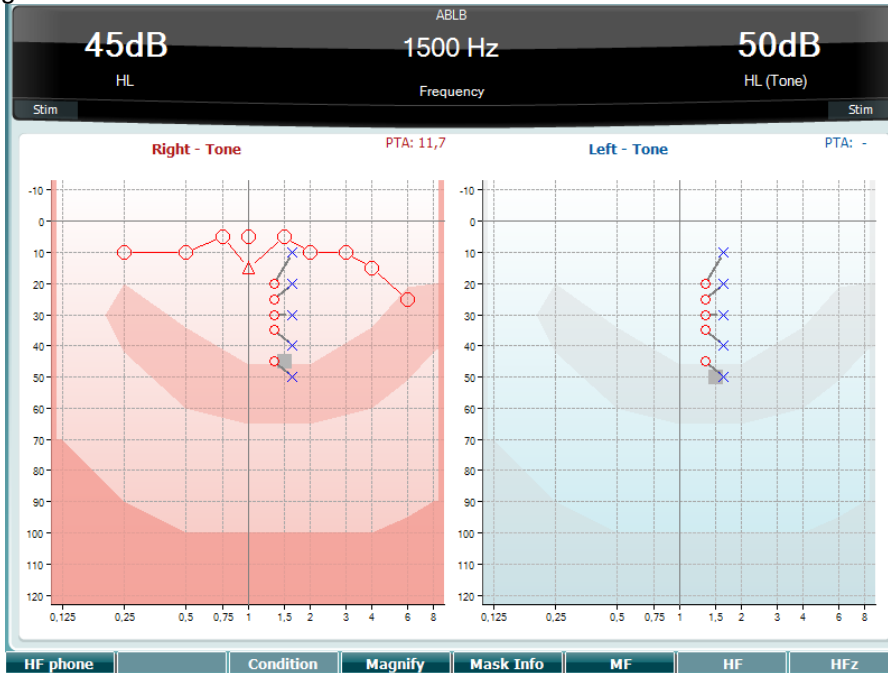 g
ABLB
45dB 1500 Hz 50dB
HL Frequency HL (Tone)
Stim Stim
Right - Tone PTA: 11,7 Left - Tone PTA: -
-10 -10
0 0
10 10
20 20
30 30
40 40
50 50
60 60
70 70
80 80
90 90
100 100
110 110
120 120
0,125 0,25 0,5 0,75 1 1,5 2 3 4 6 8 0,125 0,25 0,5 0,75 1 1,5 2 3 4 6 8
HF phone Condition Magnify Mask Info MF HF HFz